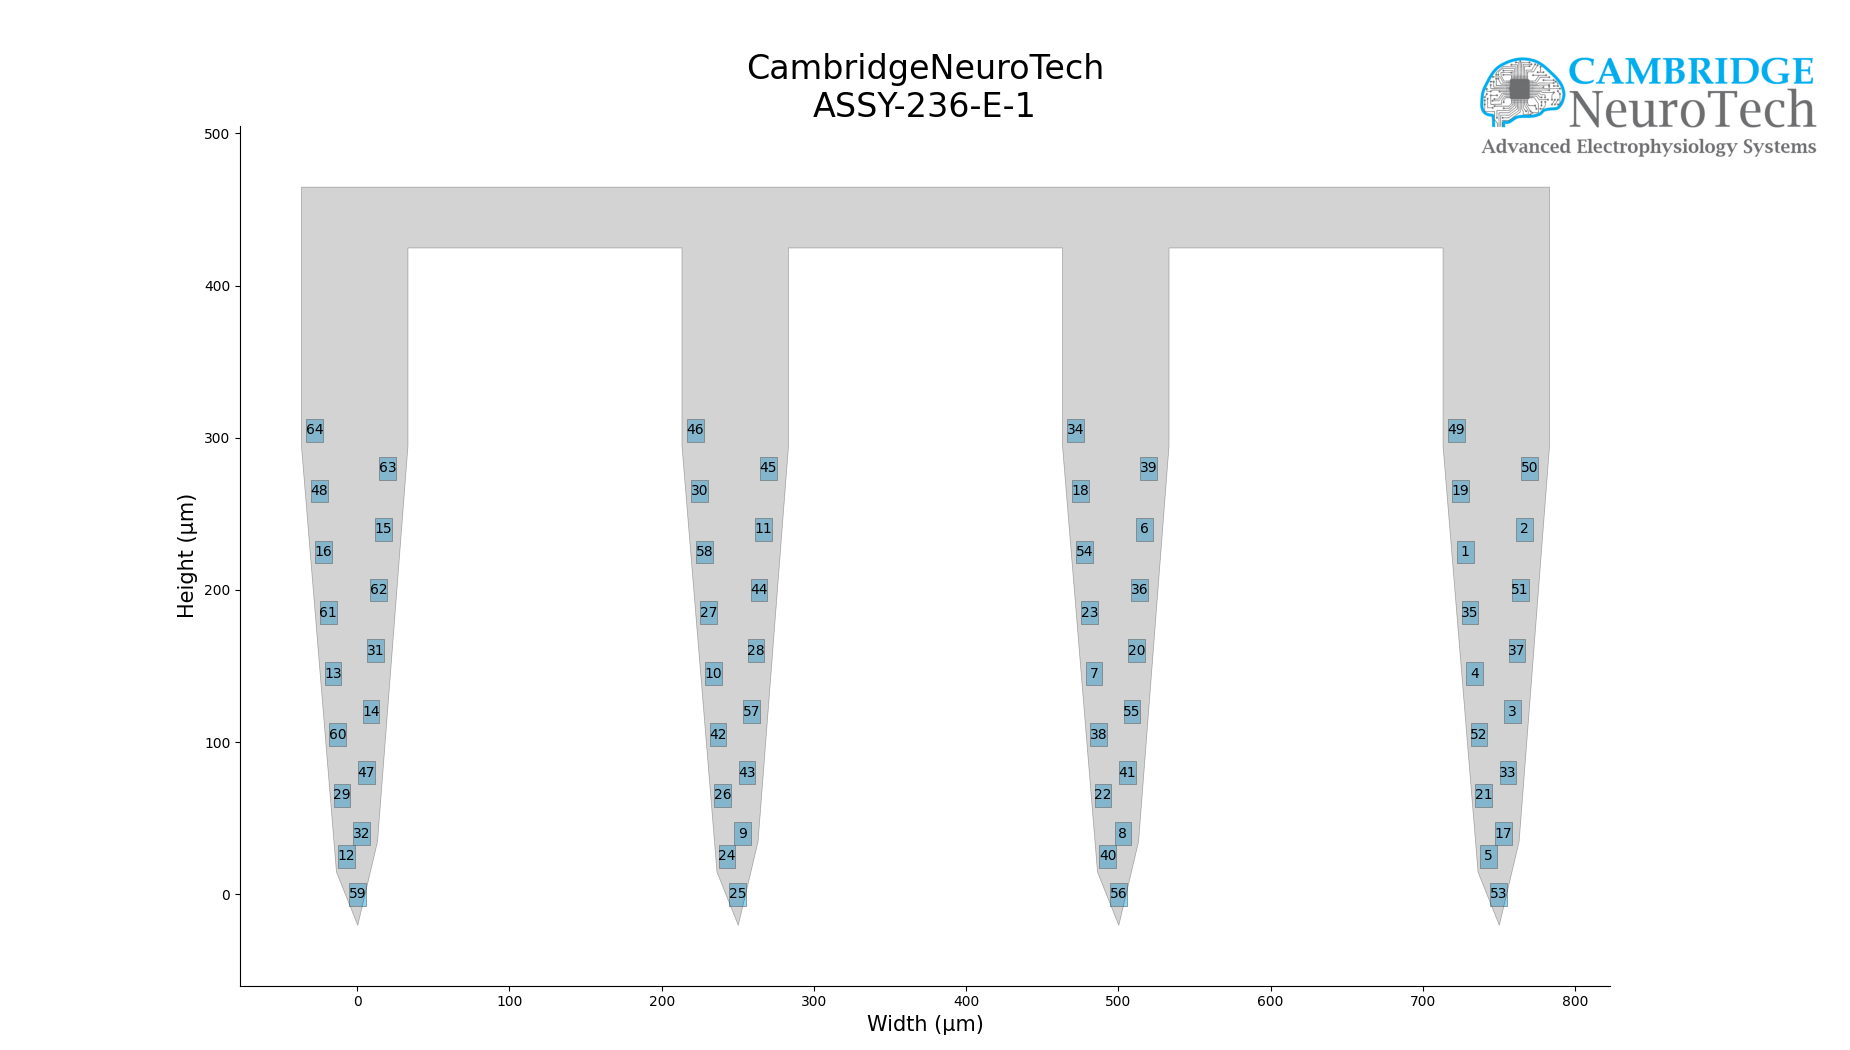 CambridgeNeuroTech
ASSY-236-E-1
CAMBRIDGE
NeuroTech
Advanced Electrophysiology Systems
500
400
300
200
100
0
Height (µm)
64 46 34 49
63 45 39 50
48 30 18 19
15 11 6 2
16 58 54 1
62 44 36 51
61 27 23 35
31 28 20 37
13 10 7 4
14 57 55 3
60 42 38 52
47 43 41 33
29 26 22 21
32 9 8 17
12 24 40 5
59 25 56 53
0 100 200 300 400 500 600 700 800
Width (µm)